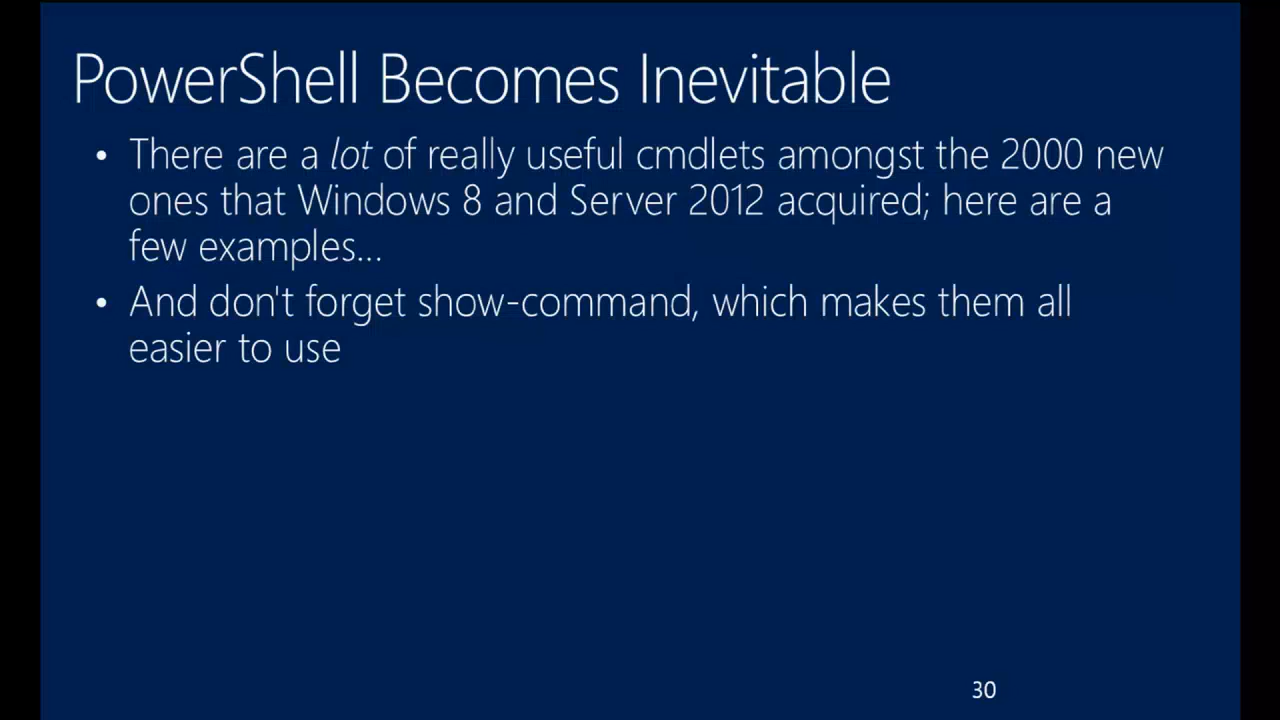 PowerShell Becomes Inevitable
• There are a lot of really useful cmdlets amongst the 2000 new
ones that Windows 8 and Server 2012 acquired; here are a
few examples...
• And don't forget show-command, which makes them all
easier to use
30